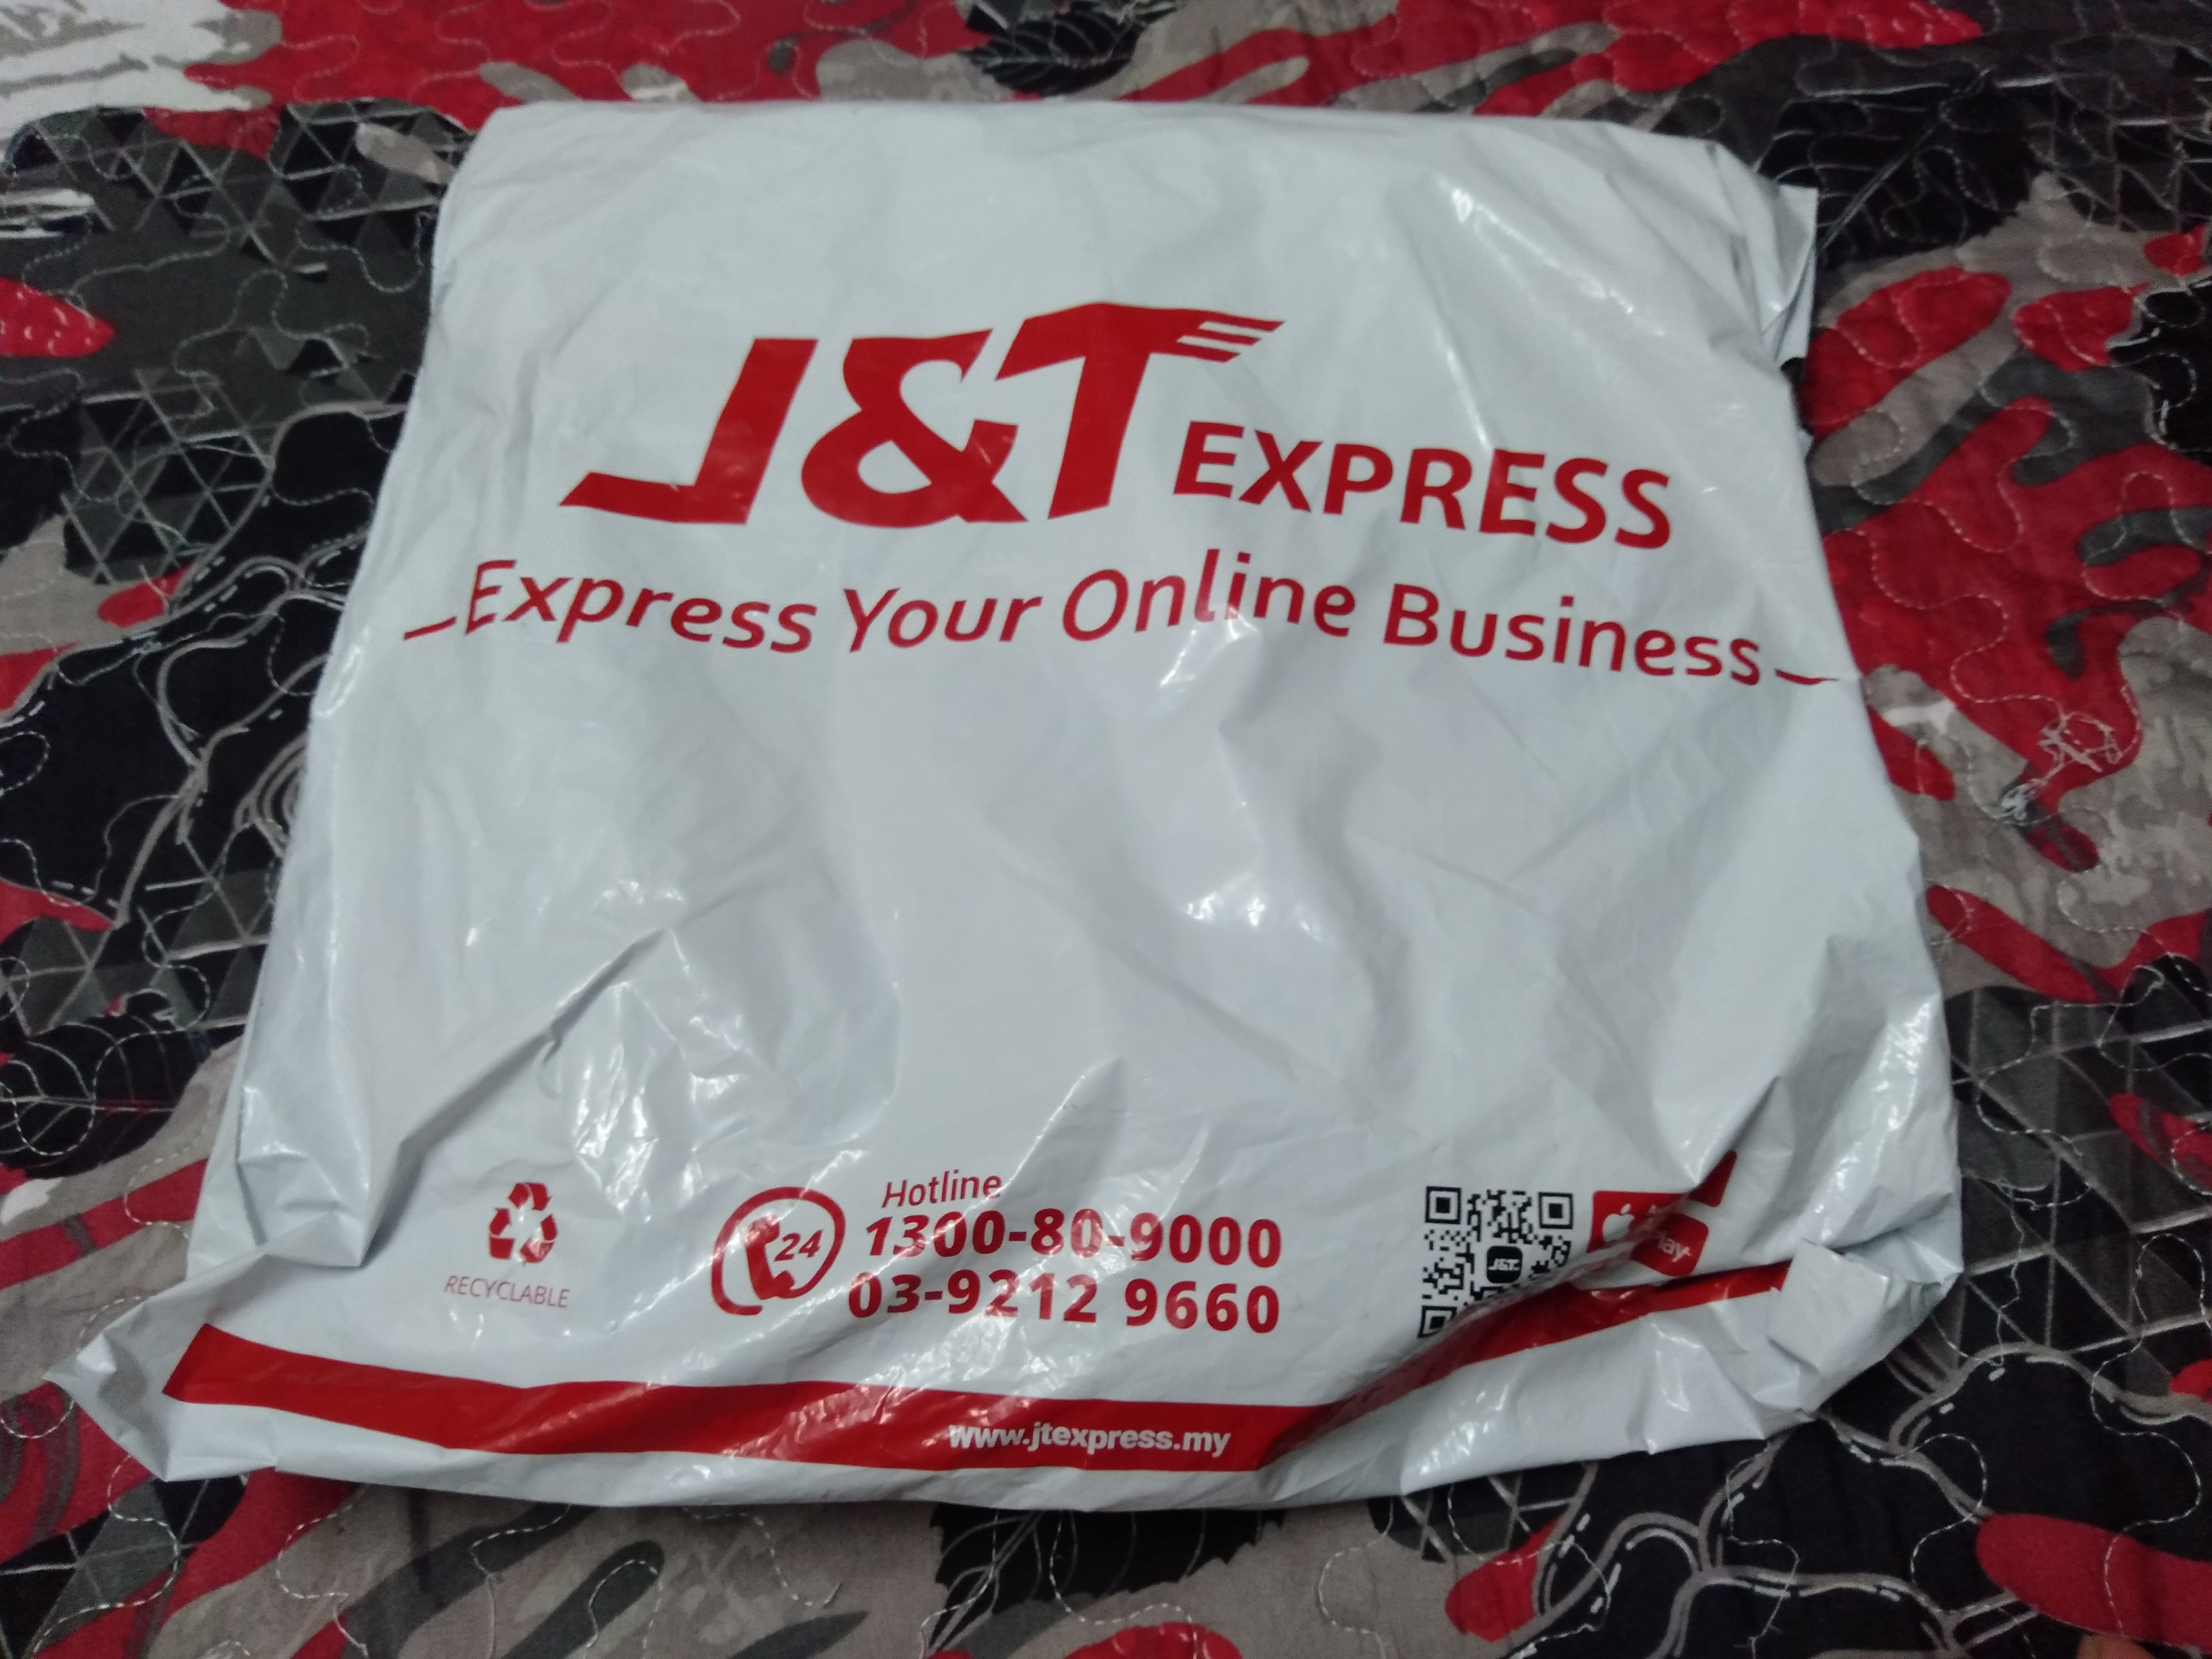 J&T EXPRESS
Express Your Online Business
RECYCLABLE
24
Hotline
1300-80-9000
03-9212 9660
J&T
www.jtexpress.my